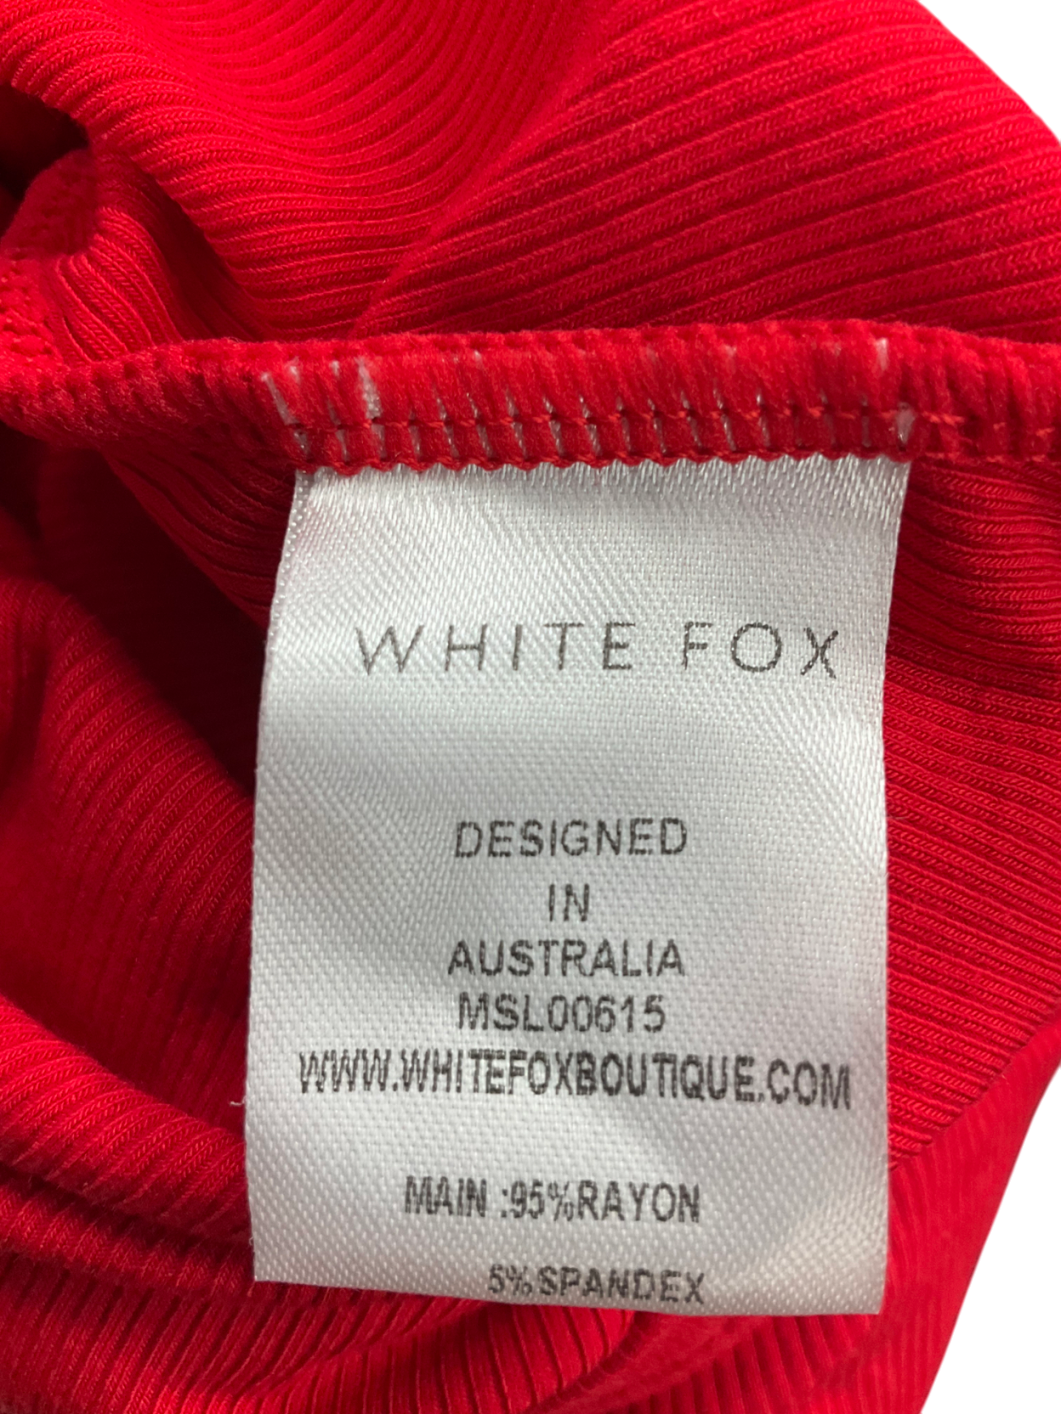 WHITE FOX
DESIGNED
IN
AUSTRALIA
MSL00615
WWW.WHITEFOXBOUTIQUE.COM
MAIN :95%RAYON
5%SPANDEX